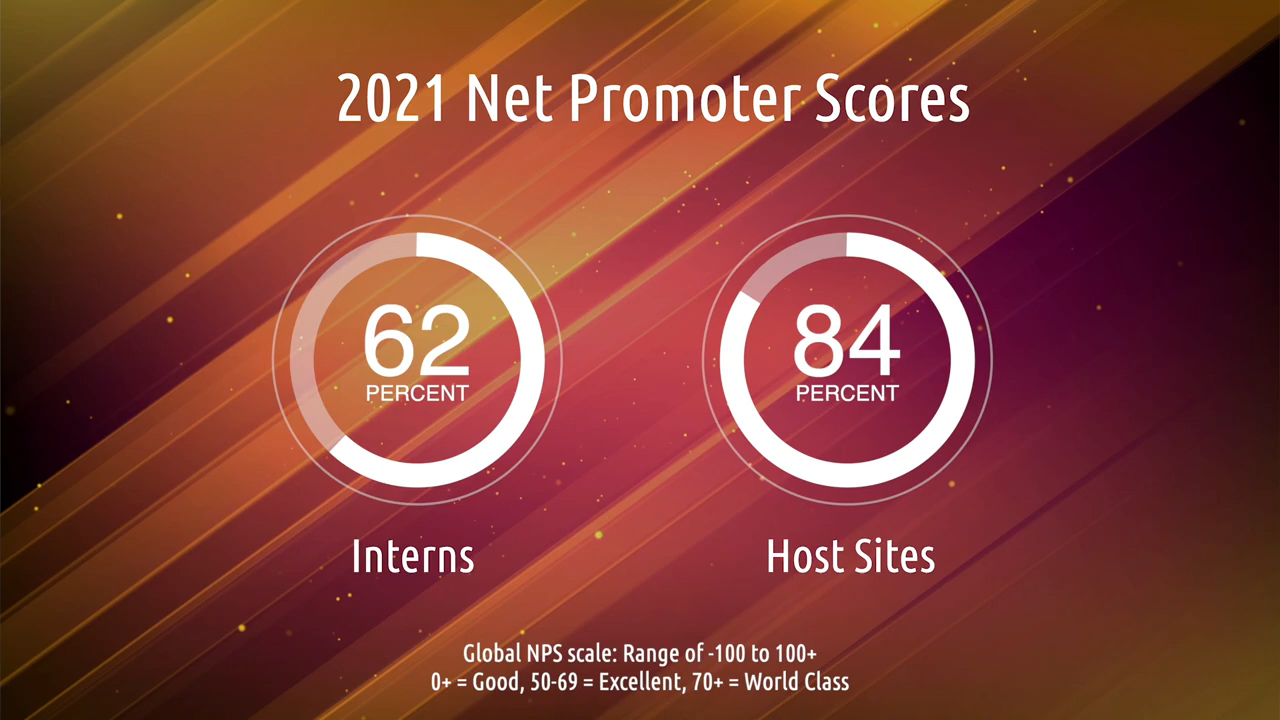 2021 Net Promoter Scores
62
PERCENT
84
PERCENT
Interns
Host Sites
Global NPS scale: Range of -100 to 100+
0+ = Good, 50-69 = Excellent, 70+ = World Class